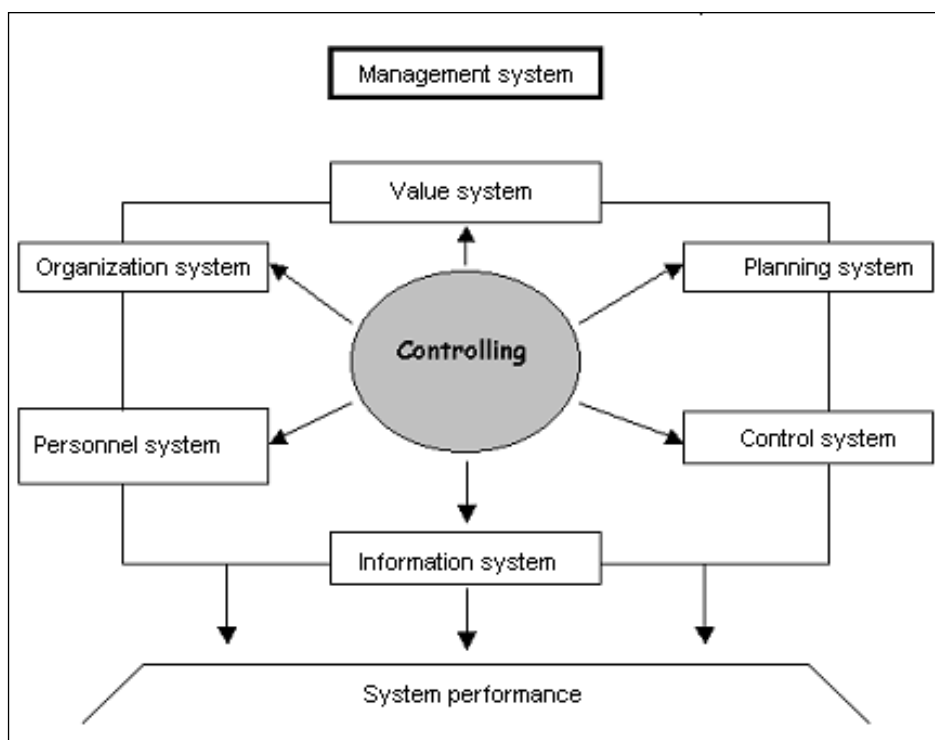 Management system
Value system
Organization system
Planning system
Controlling
Personnel system
Control system
Information system
System performance